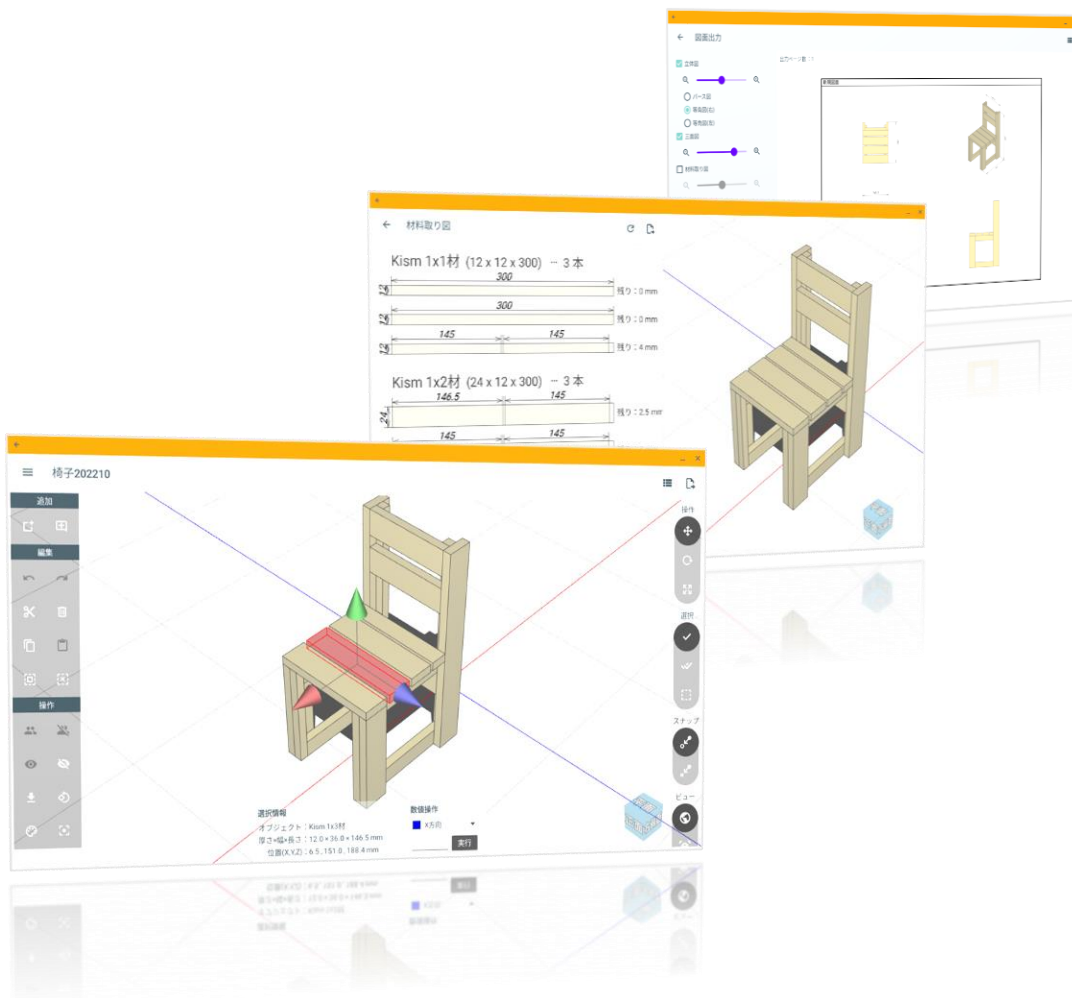 図面出力
出力ページ数：1
立体図
パース図
等角図(右)
等角図(左)
三面図
材料取り図
材料取り図
Kism 1x1材 (12 x 12 x 300) … 3 本
300
12
残り：0 mm
300
12
残り：0 mm
145
145
12
残り：4 mm
Kism 1x2材 (24 x 12 x 300) … 3 本
146.5
145
24
残り：2.5 mm
145
145
椅子202210
追加
編集
操作
操作
選択
スナップ
ビュー
選択情報
オブジェクト：Kism 1x3材
厚さ×幅×長さ：12.0×36.0×146.5 mm
位置(X,Y,Z)：6.5, 151.0, 188.4 mm
数値操作
X方向
実行